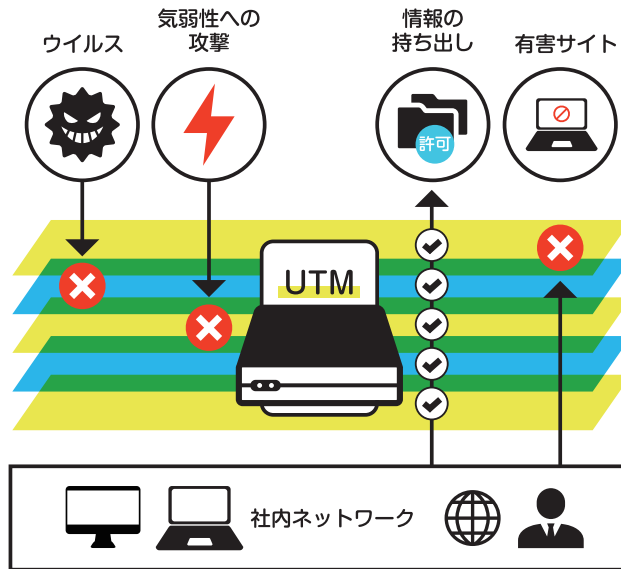 ウイルス
気弱性への
攻撃
情報の
持ち出し
有害サイト
許可
UTM
社内ネットワーク